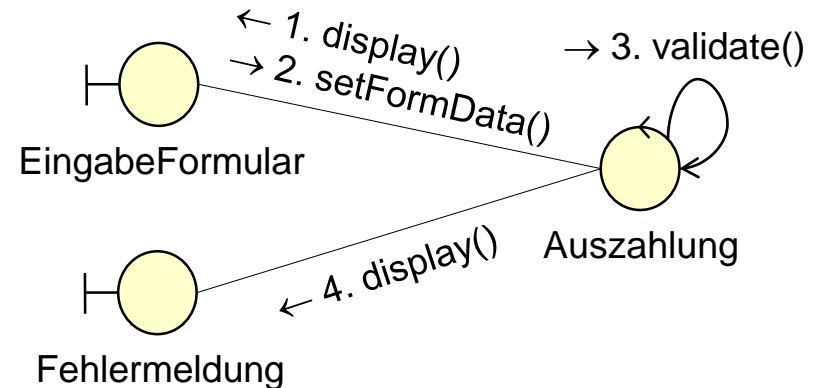 ← 1. display()
→ 2. setFormData()
→ 3. validate()
EingabeFormular
Auszahlung
← 4. display()
Fehlermeldung